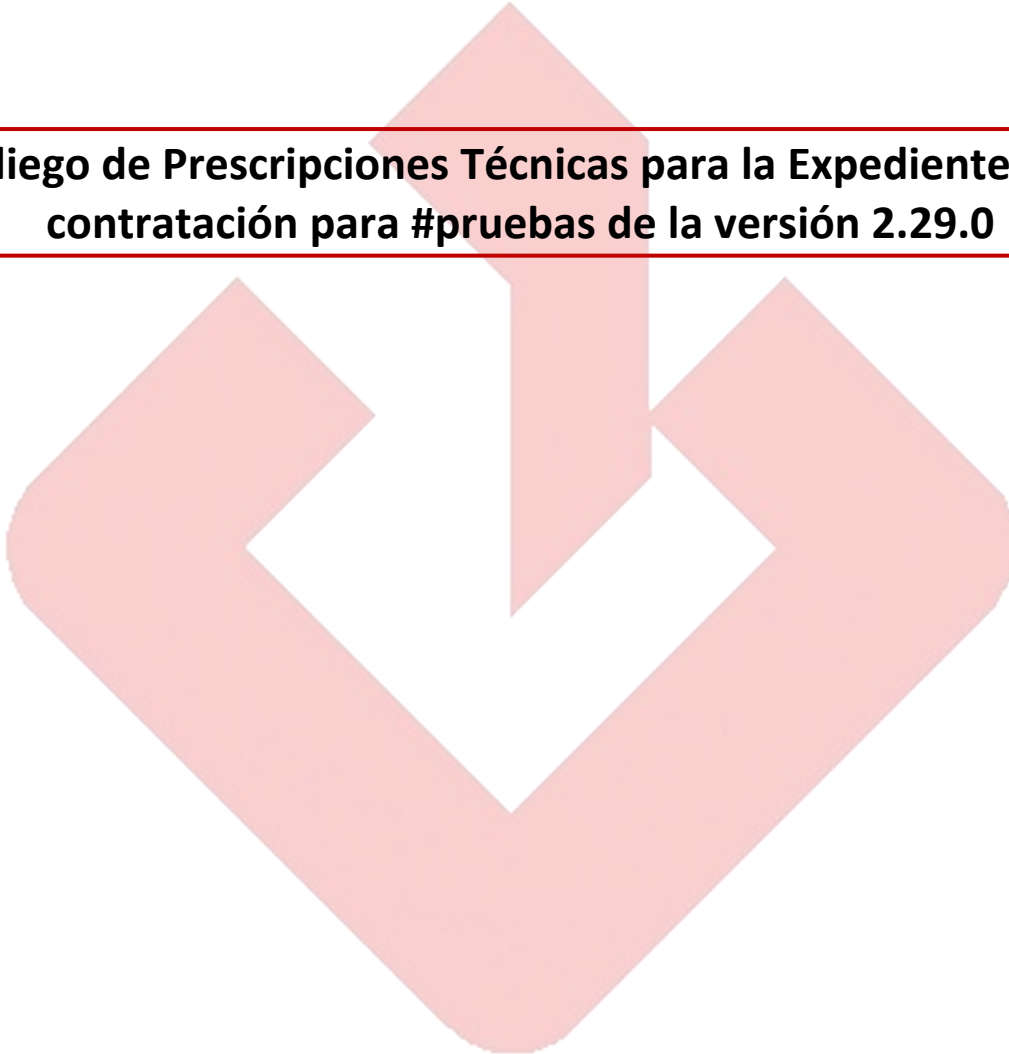 liego de Prescripciones Técnicas para la Expediente
contratación para #pruebas de la versión 2.29.0